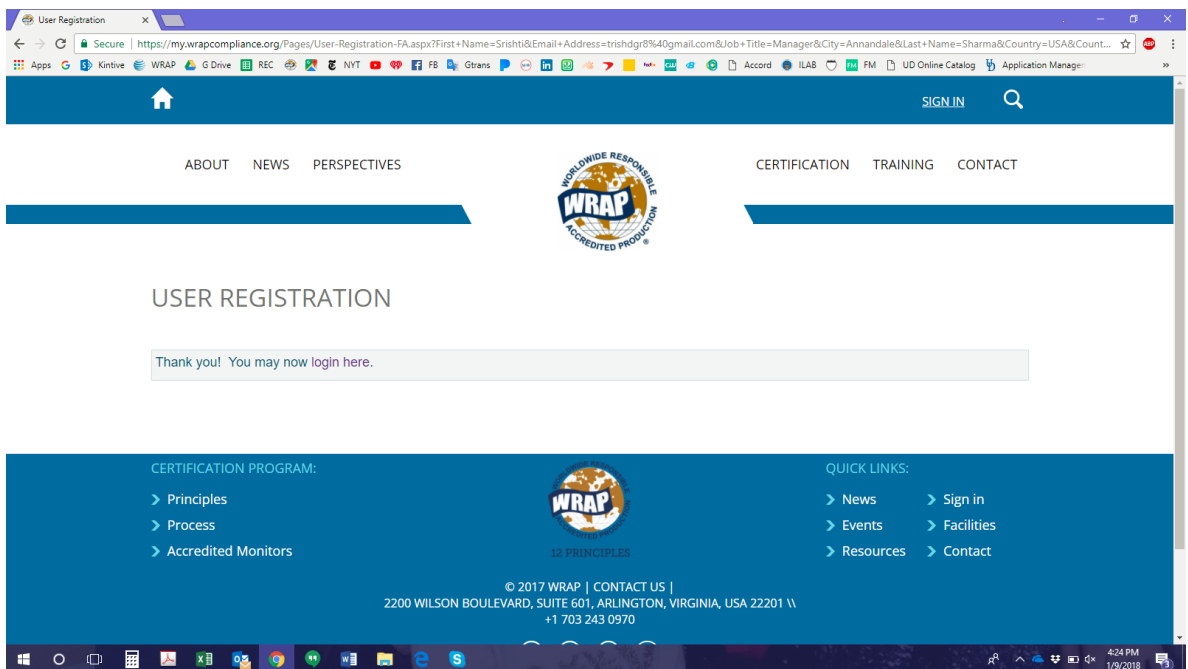 User Registration
Secure | https://my.wrapcompliance.org/Pages/User-Registration-FA.aspx?First+Name=Srishti&Email+Address=trishdgr8%40gmail.com&Job+Title=Manager&City=Annandale&Last+Name=Sharma&Country=USA&Count...
Apps Kintive WRAP G Drive REC NYT FB Gtrans Accord ILAB FM UD Online Catalog Application Manager
SIGN IN
ABOUT NEWS PERSPECTIVES CERTIFICATION TRAINING CONTACT
WORLDWIDE RESPONSIBLE
WRAP
ACCREDITED PRODUCTION
USER REGISTRATION
Thank you! You may now login here.
CERTIFICATION PROGRAM: QUICK LINKS:
WRAP
Principles News Sign in
Process Events Facilities
Accredited Monitors 12 PRINCIPLES Resources Contact
© 2017 WRAP | CONTACT US |
2200 WILSON BOULEVARD, SUITE 601, ARLINGTON, VIRGINIA, USA 22201 \\
+1 703 243 0970
4:24 PM
1/9/2018